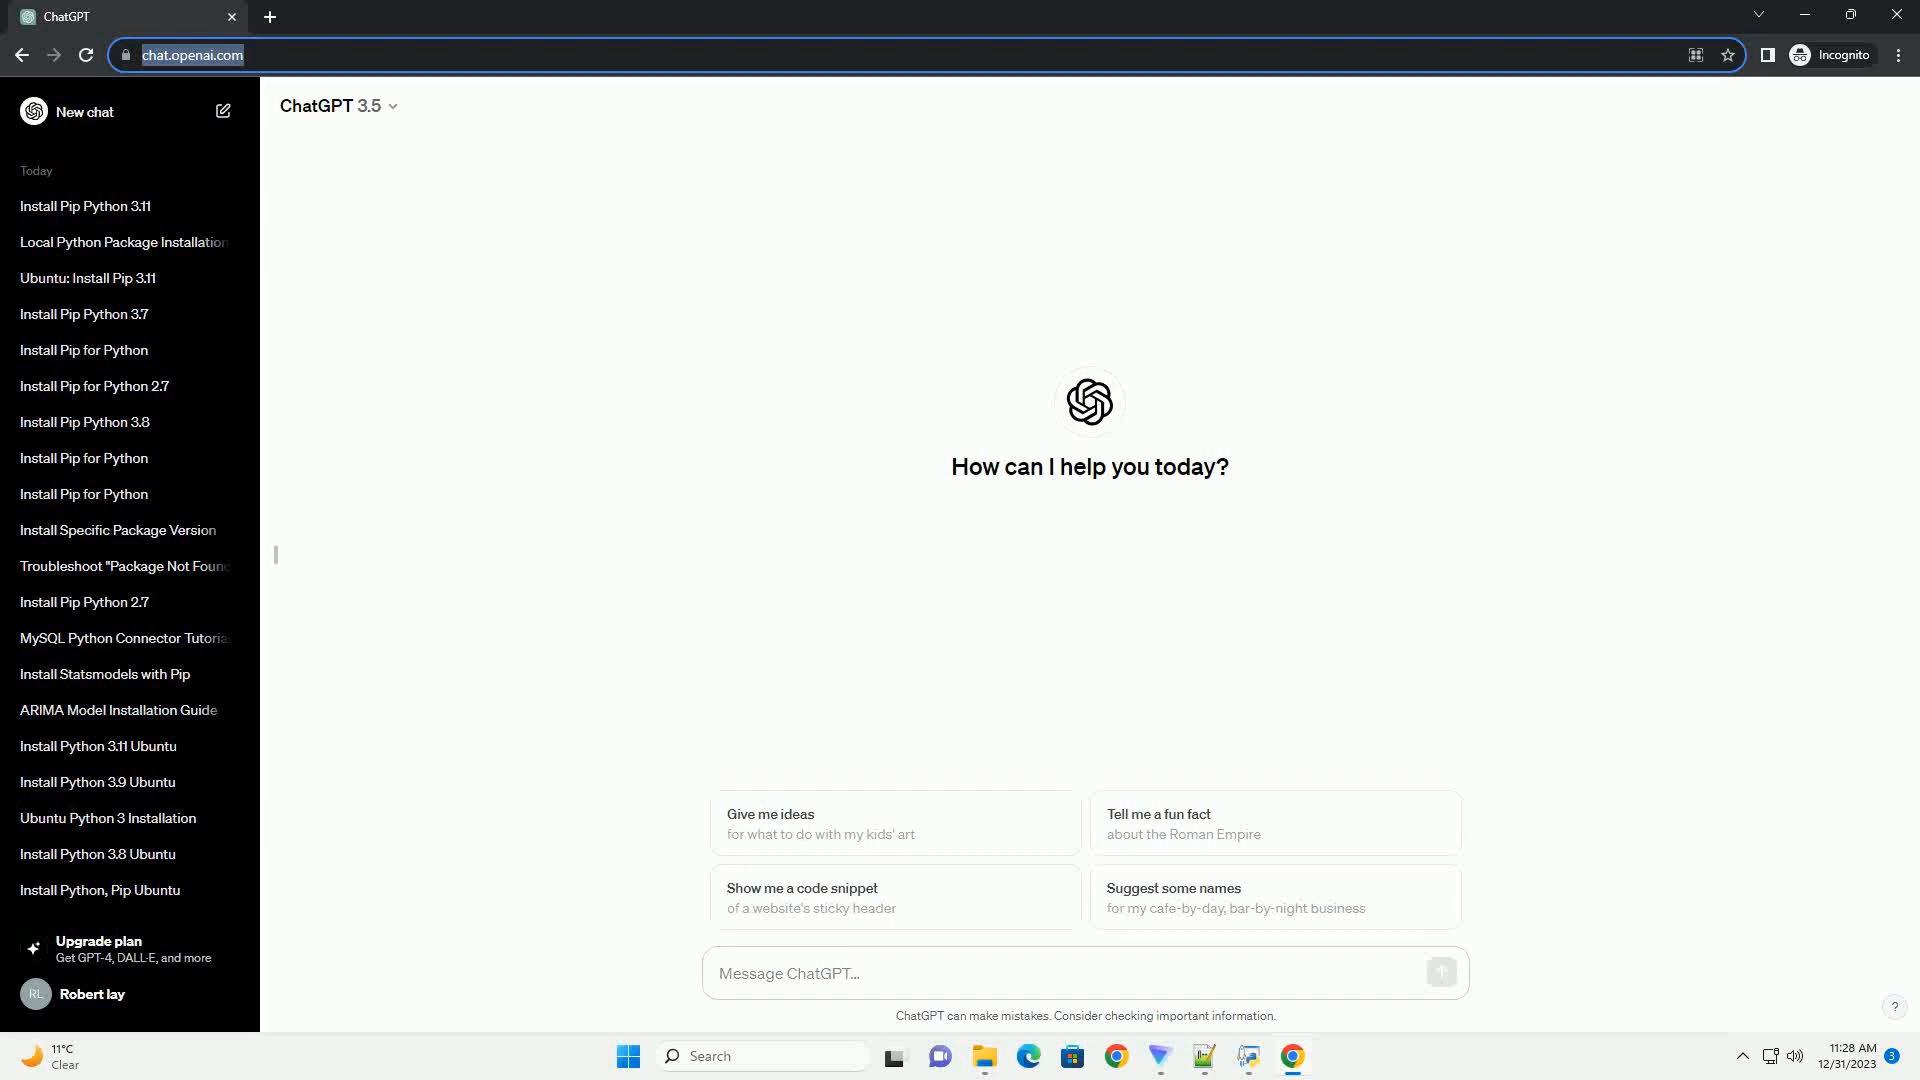 ChatGPT
chat.openai.com
Incognito
New chat
ChatGPT 3.5
Today
Install Pip Python 3.11
Local Python Package Installation
Ubuntu: Install Pip 3.11
Install Pip Python 3.7
Install Pip for Python
Install Pip for Python 2.7
Install Pip Python 3.8
Install Pip for Python
Install Pip for Python
Install Specific Package Version
Troubleshoot "Package Not Foun
Install Pip Python 2.7
MySQL Python Connector Tutoria
Install Statsmodels with Pip
ARIMA Model Installation Guide
Install Python 3.11 Ubuntu
Install Python 3.9 Ubuntu
Ubuntu Python 3 Installation
Install Python 3.8 Ubuntu
Install Python, Pip Ubuntu
Upgrade plan
Get GPT-4, DALL·E, and more
RL
Robert lay
How can I help you today?
Give me ideas
for what to do with my kids' art
Tell me a fun fact
about the Roman Empire
Show me a code snippet
of a website's sticky header
Suggest some names
for my cafe-by-day, bar-by-night business
Message ChatGPT...
ChatGPT can make mistakes. Consider checking important information.
?
11°C
Clear
Search
11:28 AM
12/31/2023
3